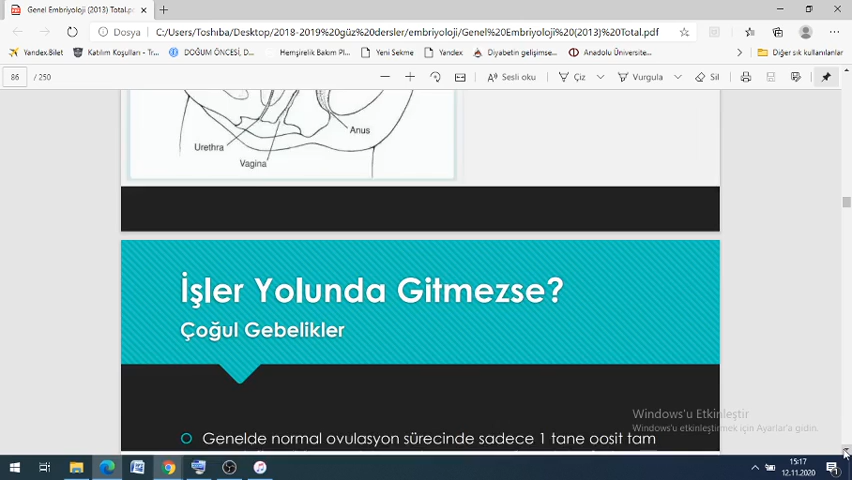 Genel Embriyoloji (2013) Total.pd
Dosya
C:/Users/Toshıba/Desktop/2018-2019%20güz%20dersler/embriyoloji/Genel%20Embriyoloji%20(2013)%20Total.pdf
Yandex.Bilet
Katılım Koşulları - Tr...
DOĞUM ÖNCESİ, D...
Hemşirelik Bakım Pl...
Yeni Sekme
Yandex
Diyabetin gelişimse...
Anadolu Üniversite...
Diğer sık kullanılanlar
86 / 250
Sesli oku
Çiz
Vurgula
Sil
Anus
Urethra
Vagina
İşler Yolunda Gitmezse?
Çoğul Gebelikler
Genelde normal ovulasyon sürecinde sadece 1 tane oosit tam
Windows'u Etkinleştir
Windows'u etkinleştirmek için Ayarlar'a gidin.
15:17
12.11.2020